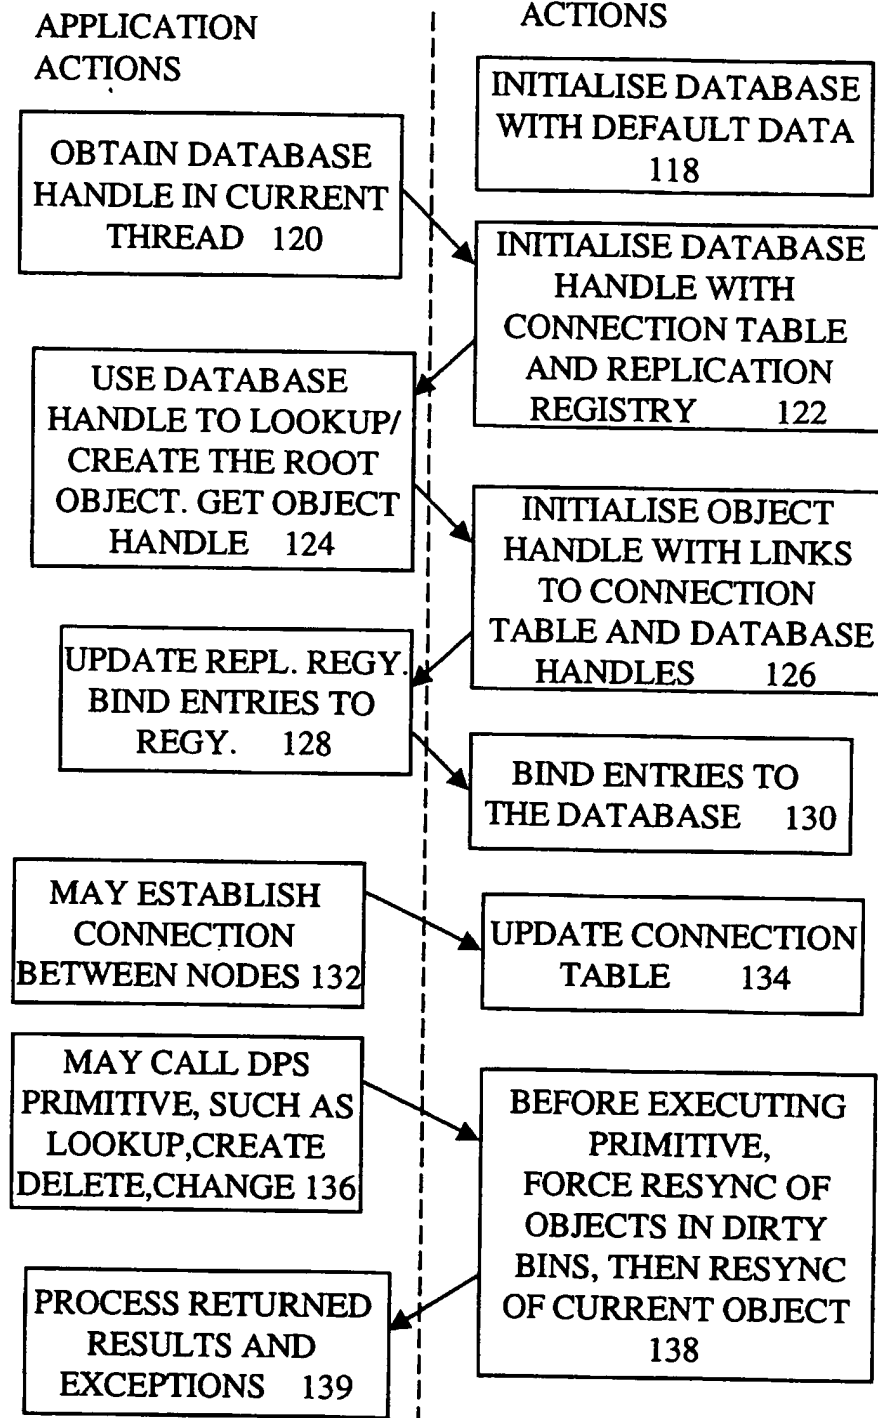 APPLICATION
ACTIONS
ACTIONS
INITIALISE DATABASE
WITH DEFAULT DATA
118
OBTAIN DATABASE
HANDLE IN CURRENT
THREAD 120
INITIALISE DATABASE
HANDLE WITH
CONNECTION TABLE
AND REPLICATION
REGISTRY 122
USE DATABASE
HANDLE TO LOOKUP/
CREATE THE ROOT
OBJECT. GET OBJECT
HANDLE 124
INITIALISE OBJECT
HANDLE WITH LINKS
TO CONNECTION
TABLE AND DATABASE
HANDLES 126
UPDATE REPL. REGY.
BIND ENTRIES TO
REGY. 128
BIND ENTRIES TO
THE DATABASE 130
MAY ESTABLISH
CONNECTION
BETWEEN NODES 132
UPDATE CONNECTION
TABLE 134
MAY CALL DPS
PRIMITIVE, SUCH AS
LOOKUP,CREATE
DELETE,CHANGE 136
BEFORE EXECUTING
PRIMITIVE,
FORCE RESYNC OF
OBJECTS IN DIRTY
BINS, THEN RESYNC
OF CURRENT OBJECT
138
PROCESS RETURNED
RESULTS AND
EXCEPTIONS 139